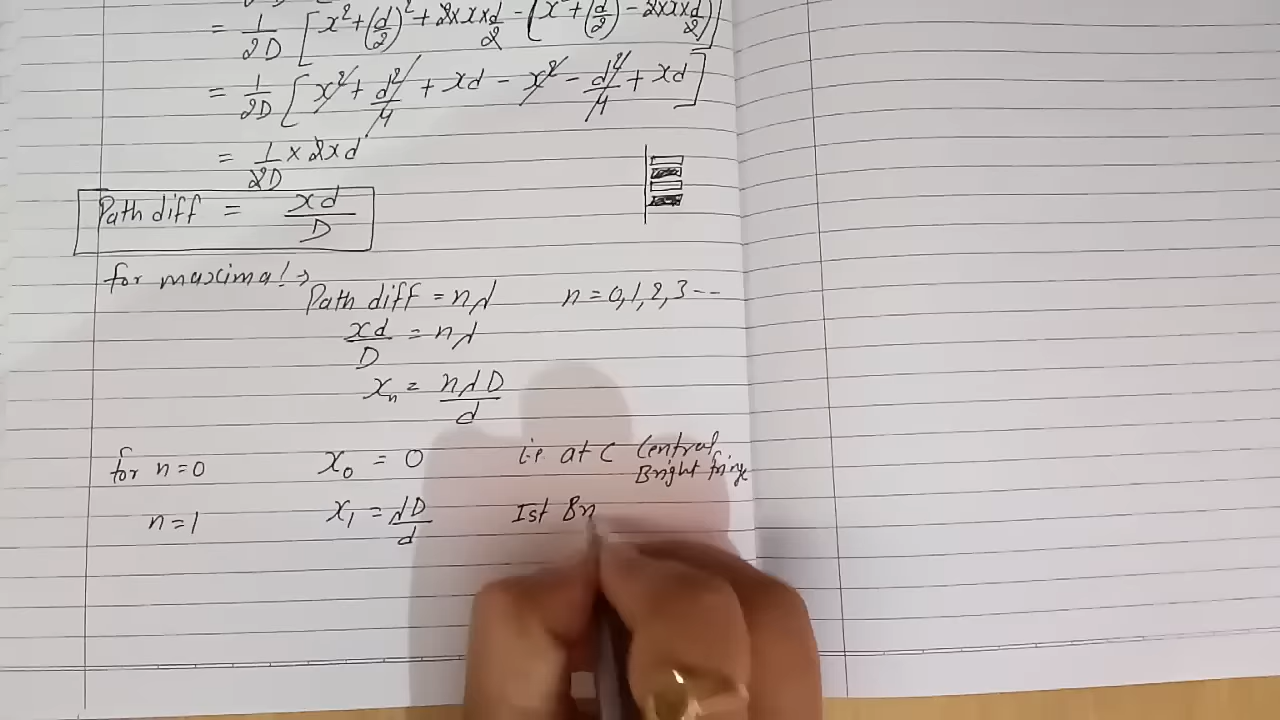 = 1/2D [x² + (d/2)² + 2×x×d/2 - (x² + (d/2) - 2×x×d/2)]
= 1/2D [x² + d²/4 + xd - x² - d²/4 + xd]
= 1/2D × 2xd
Path diff = xd/D
for maxima! →
Path diff = nλ n = 0,1,2,3 --
xd/D = nλ
xₙ = nλD/d
for n=0 x₀ = 0 i.e at C Central
Bright fringe
n=1 x₁ = λD/d Ist Br